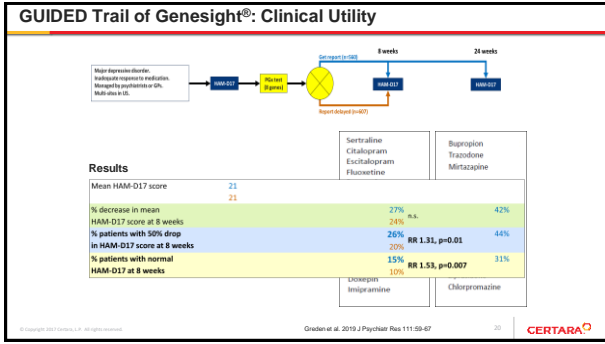 GUIDED Trail of Genesight®: Clinical Utility
Get report (n=560)
8 weeks
24 weeks
Major depressive disorder.
Inadequate response to medication.
Managed by psychiatrists or GPs.
Multi-sites in US.
HAM-D17
PGx test
(8 genes)
HAM-D17
HAM-D17
Report delayed (n=607)
Sertraline
Citalopram
Escitalopram
Fluoxetine
Bupropion
Trazodone
Mirtazapine
Results
Mean HAM-D17 score 21
21
% decrease in mean 27% n.s. 42%
HAM-D17 score at 8 weeks 24%
% patients with 50% drop 26% RR 1.31, p=0.01 44%
in HAM-D17 score at 8 weeks 20%
% patients with normal 15% RR 1.53, p=0.007 31%
HAM-D17 at 8 weeks 10%
Doxepin
Imipramine
Chlorpromazine
© Copyright 2017 Certara, L.P. All rights reserved.
Greden et al. 2019 J Psychiatr Res 111:59-67
20
CERTARA